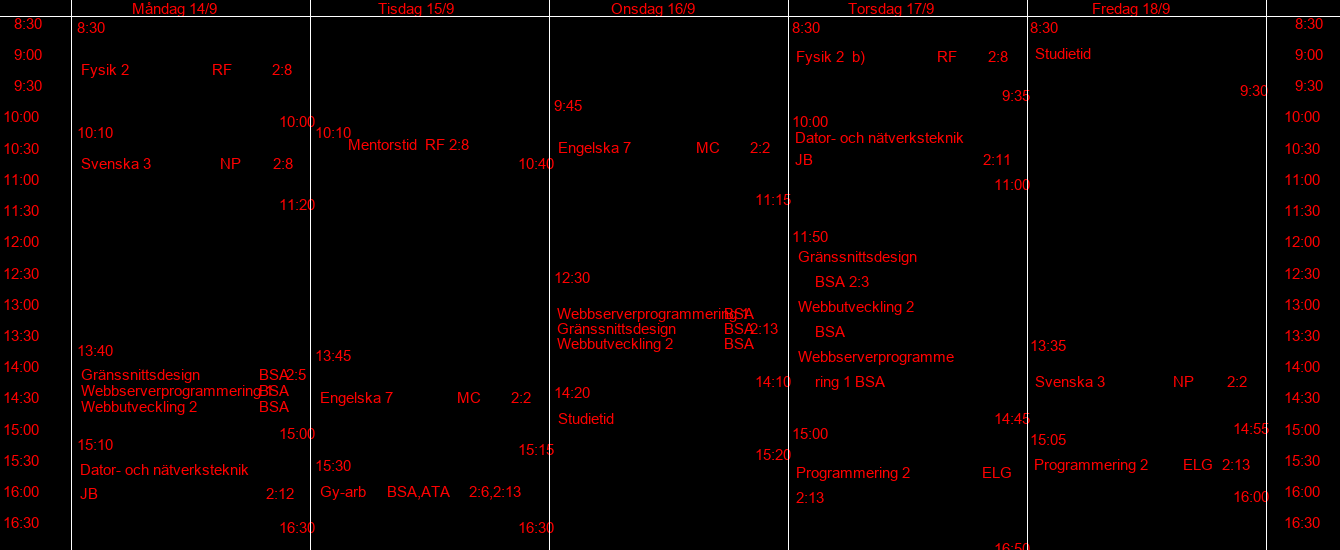 Måndag 14/9 Tisdag 15/9 Onsdag 16/9 Torsdag 17/9 Fredag 18/9
8:30
9:00
9:30
10:00
10:30
11:00
11:30
12:00
12:30
13:00
13:30
14:00
14:30
15:00
15:30
16:00
16:30
8:30
Fysik 2 RF 2:8
10:00
10:10
Svenska 3 NP 2:8
11:20
13:40
Gränssnittsdesign BSA 2:5
Webbserverprogrammering 1 BSA
Webbutveckling 2 BSA
15:00
15:10
Dator- och nätverksteknik
JB 2:12
16:30
10:10
Mentorstid RF 2:8
10:40
13:45
Engelska 7 MC 2:2
15:15
15:30
Gy-arb BSA,ATA 2:6,2:13
16:30
9:45
Engelska 7 MC 2:2
11:15
12:30
Webbserverprogrammering 1 BSA
Gränssnittsdesign BSA 2:13
Webbutveckling 2 BSA
14:10
14:20
Studietid
15:20
8:30
Fysik 2 b) RF 2:8
9:35
10:00
Dator- och nätverksteknik
JB 2:11
11:00
11:50
Gränssnittsdesign
BSA 2:3
Webbutveckling 2
BSA
Webbserverprogramme
ring 1 BSA
14:45
15:00
Programmering 2 ELG
2:13
16:50
8:30
Studietid
9:30
13:35
Svenska 3 NP 2:2
14:55
15:05
Programmering 2 ELG 2:13
16:00
8:30
9:00
9:30
10:00
10:30
11:00
11:30
12:00
12:30
13:00
13:30
14:00
14:30
15:00
15:30
16:00
16:30